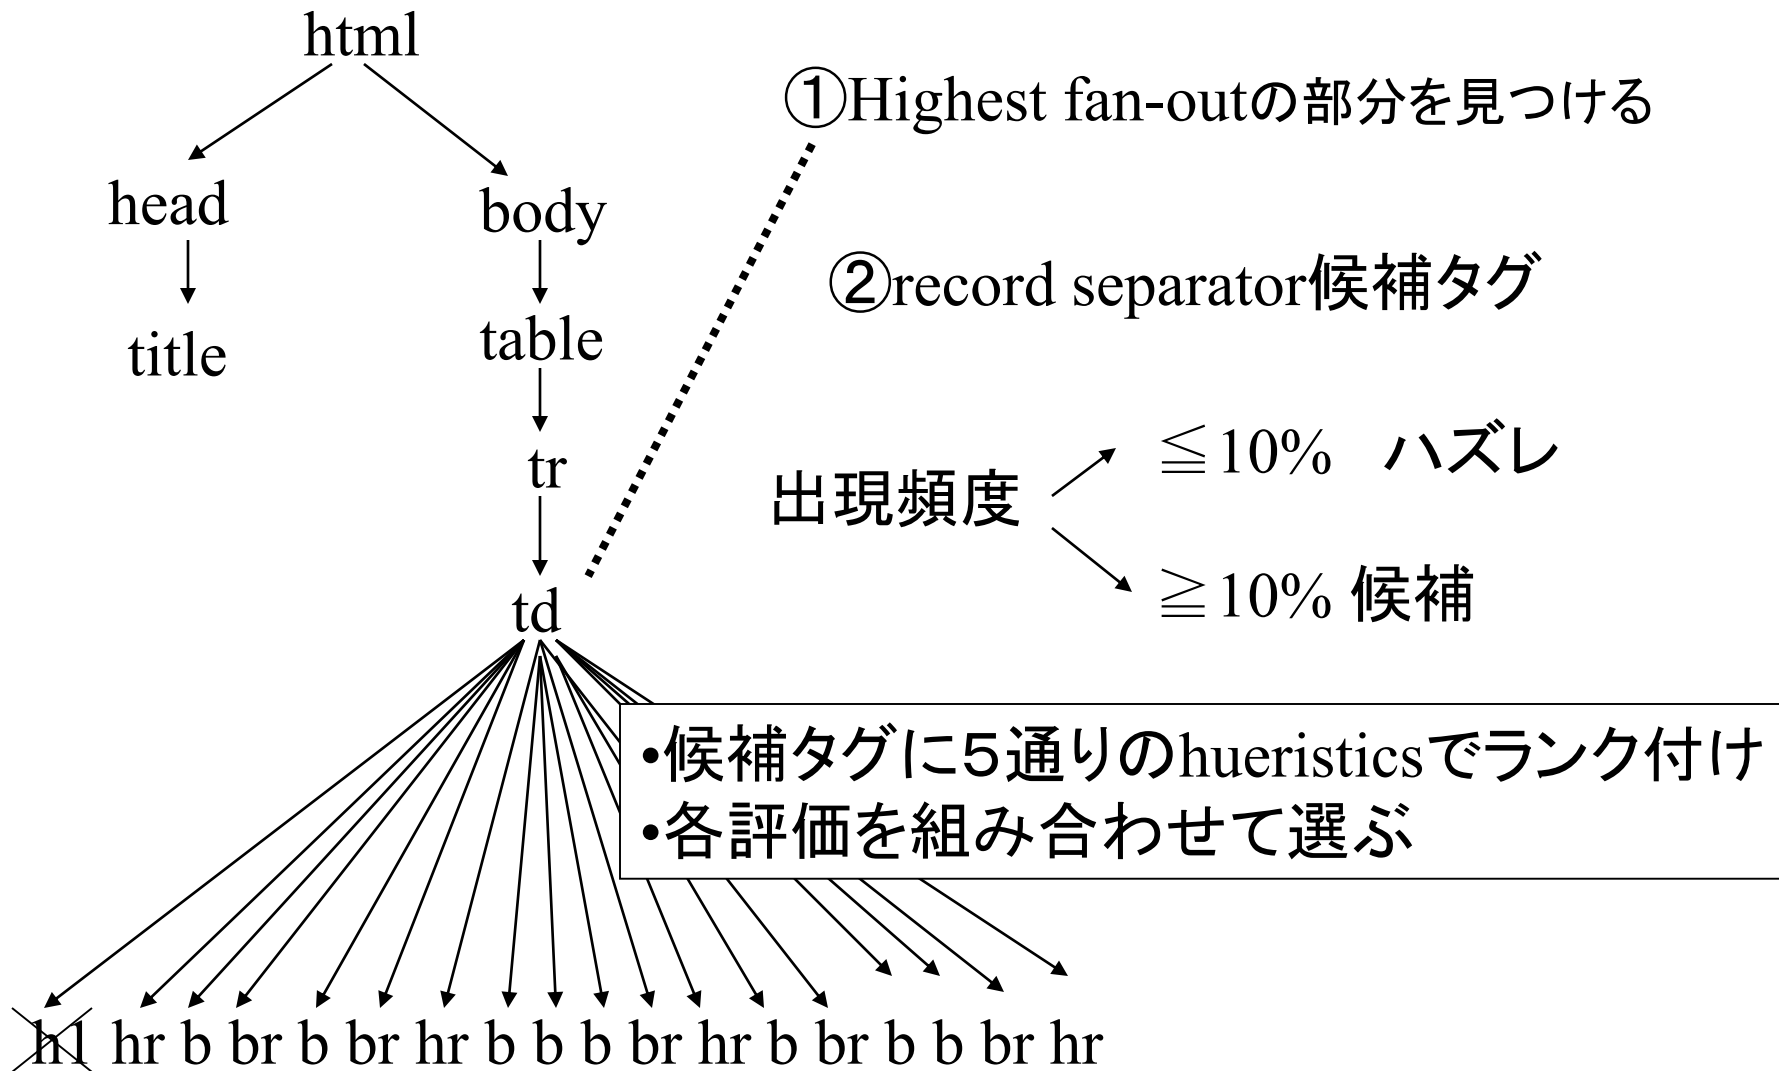 html
①Highest fan-outの部分を見つける
head
body
②record separator候補タグ
title
table
tr
出現頻度
≦10% ハズレ
≧10% 候補
td
•候補タグに５通りのhueristicsでランク付け
•各評価を組み合わせて選ぶ
h1 hr b br b br hr b b b br hr b br b b br hr